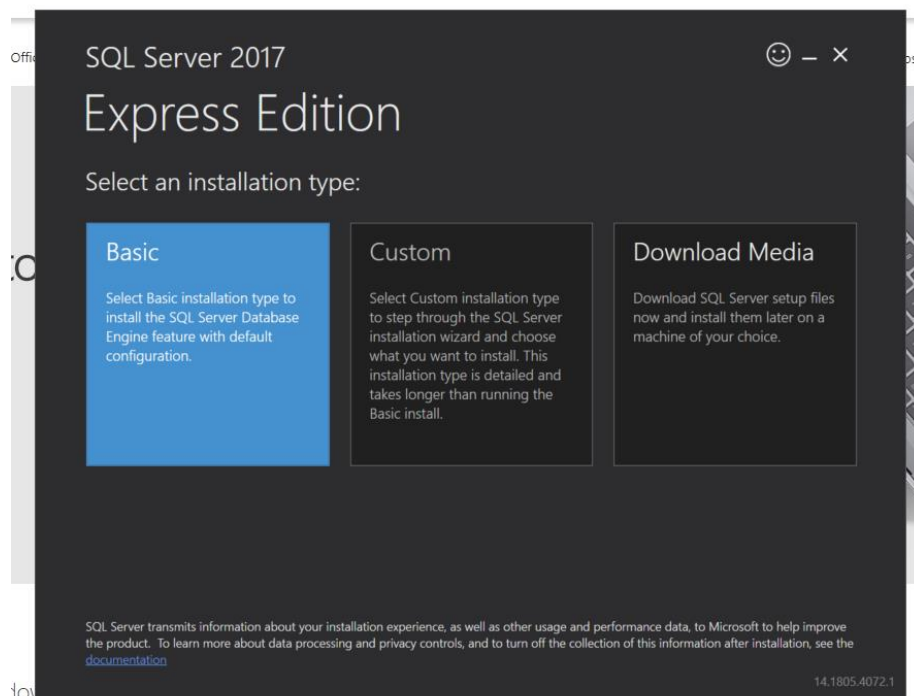 SQL Server 2017
Express Edition
Select an installation type:
Basic
Select Basic installation type to
install the SQL Server Database
Engine feature with default
configuration.
Custom
Select Custom installation type
to step through the SQL Server
installation wizard and choose
what you want to install. This
installation type is detailed and
takes longer than running the
Basic install.
Download Media
Download SQL Server setup files
now and install them later on a
machine of your choice.
SQL Server transmits information about your installation experience, as well as other usage and performance data, to Microsoft to help improve
the product. To learn more about data processing and privacy controls, and to turn off the collection of this information after installation, see the
documentation
14.1805.4072.1